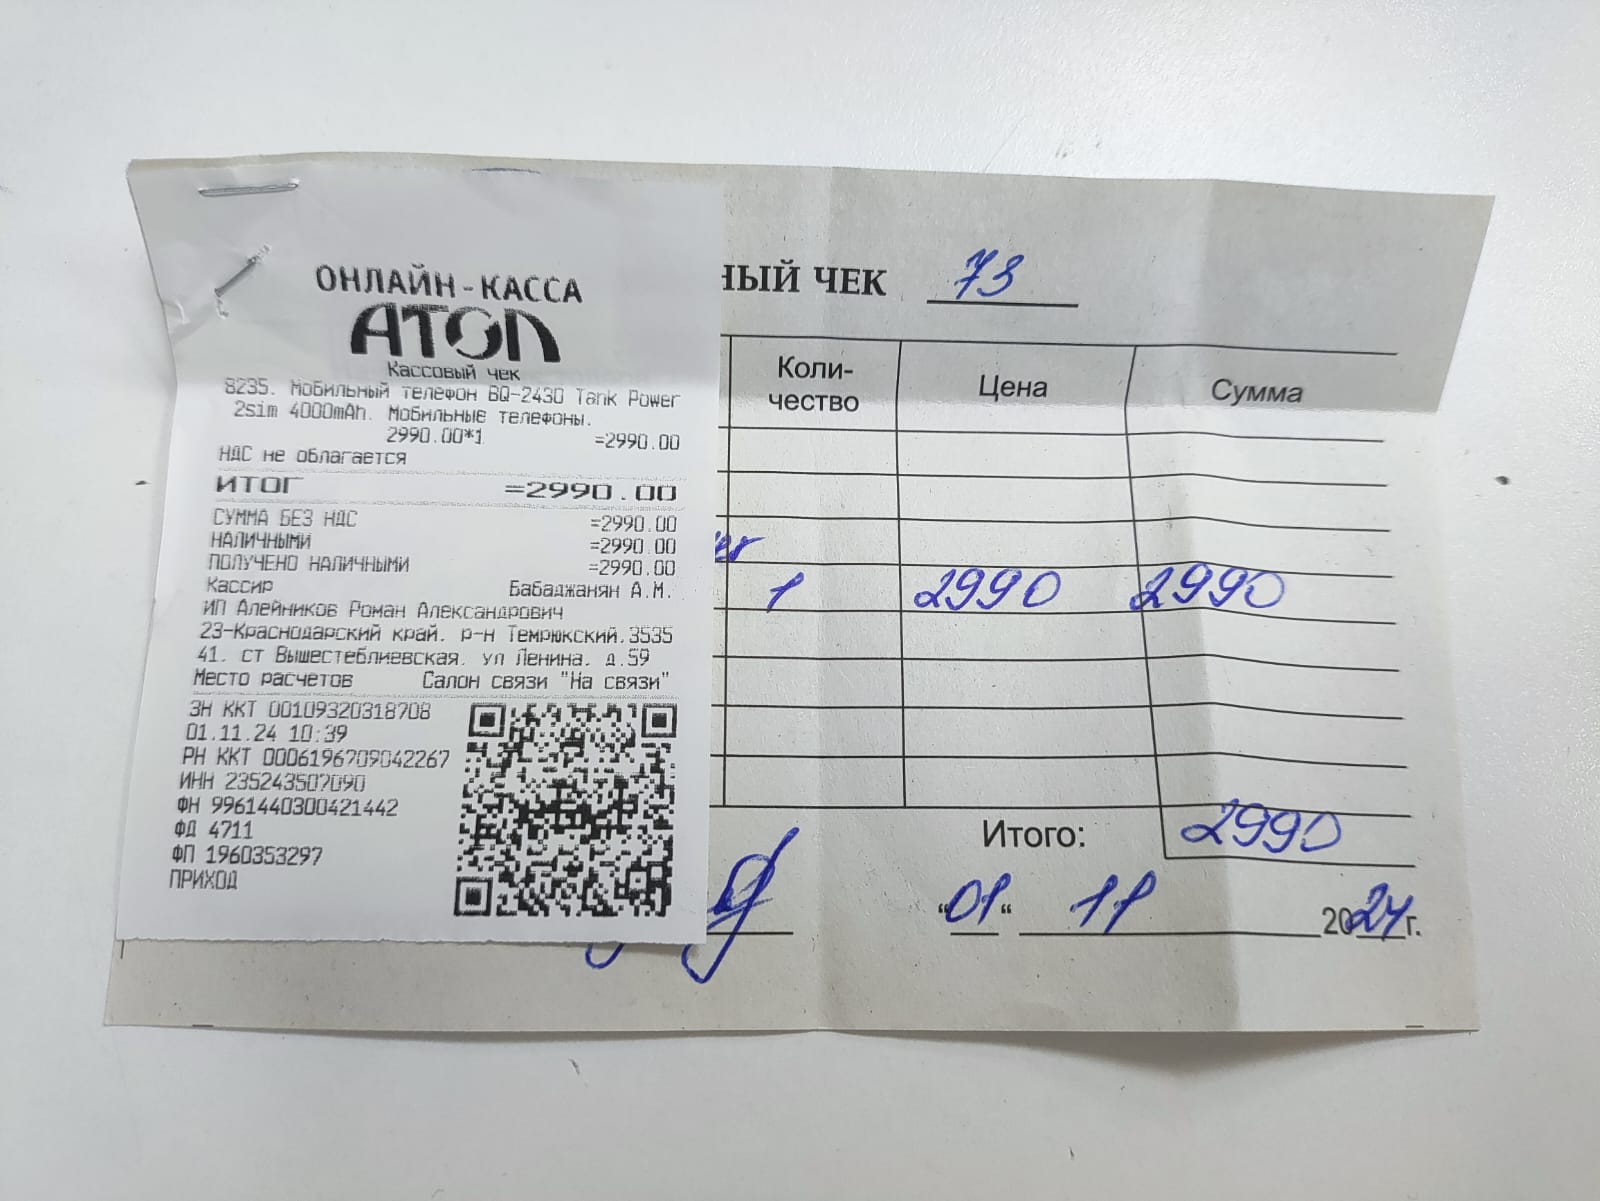 ОНЛАЙН-КАССА
АТОЛ
Кассовый чек
8235. Мобильный телефон BQ-2430 Tank Power
2sim 4000mAh. Мобильные телефоны.
2990.00*1 =2990.00
НДС не облагается
ИТОГ =2990.00
СУММА БЕЗ НДС =2990.00
НАЛИЧНЫМИ =2990.00
ПОЛУЧЕНО НАЛИЧНЫМИ =2990.00
Кассир Бабаджанян А.М.
ИП Алейников Роман Александрович
23-Краснодарский край. р-н Темрюкский.3535
41. ст Вышестеблиевская. ул Ленина. д.59
Место расчетов Салон связи "На связи"
ЗН ККТ 00109320318708
01.11.24 10:39
РН ККТ 0006196709042267
ИНН 235243507090
ФН 9961440300421442
ФД 4711
ФП 1960353297
ПРИХОД
НЫЙ ЧЕК 73
Коли-
чество Цена Сумма
1 2990 2990
Итого: 2990
"01" 11 2024 г.